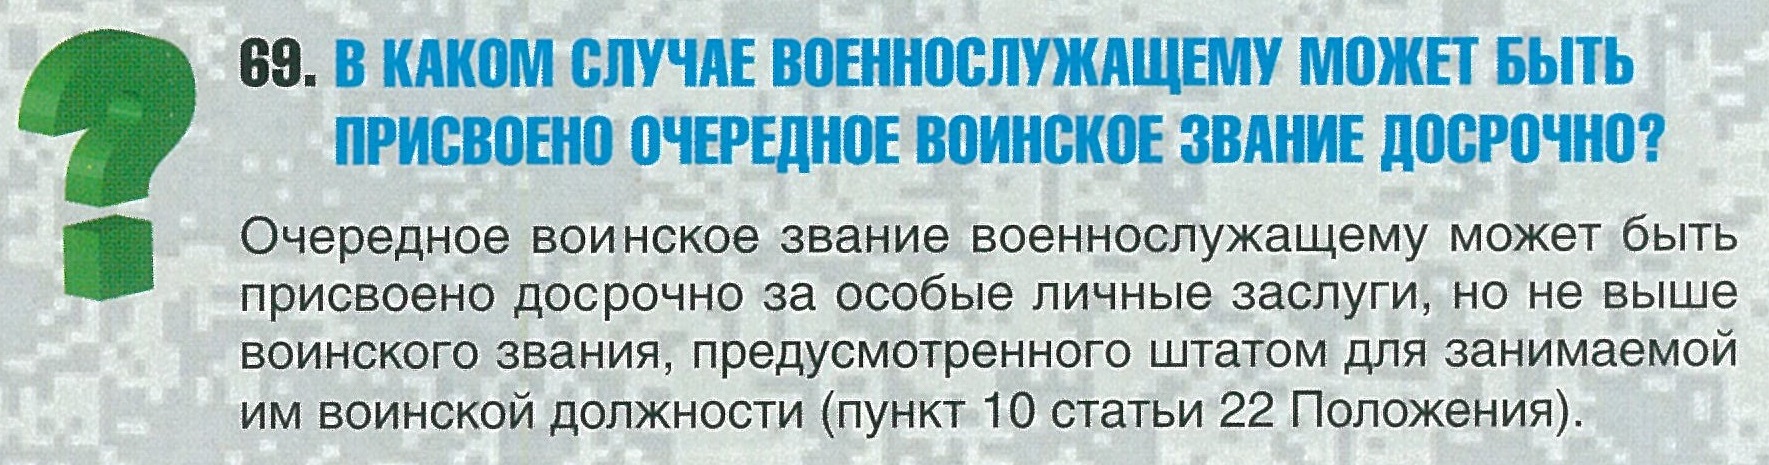 69. В КАКОМ СЛУЧАЕ ВОЕННОСЛУЖАЩЕМУ МОЖЕТ БЫТЬ
ПРИСВОЕНО ОЧЕРЕДНОЕ ВОИНСКОЕ ЗВАНИЕ ДОСРОЧНО?
Очередное воинское звание военнослужащему может быть
присвоено досрочно за особые личные заслуги, но не выше
воинского звания, предусмотренного штатом для занимаемой
им воинской должности (пункт 10 статьи 22 Положения).